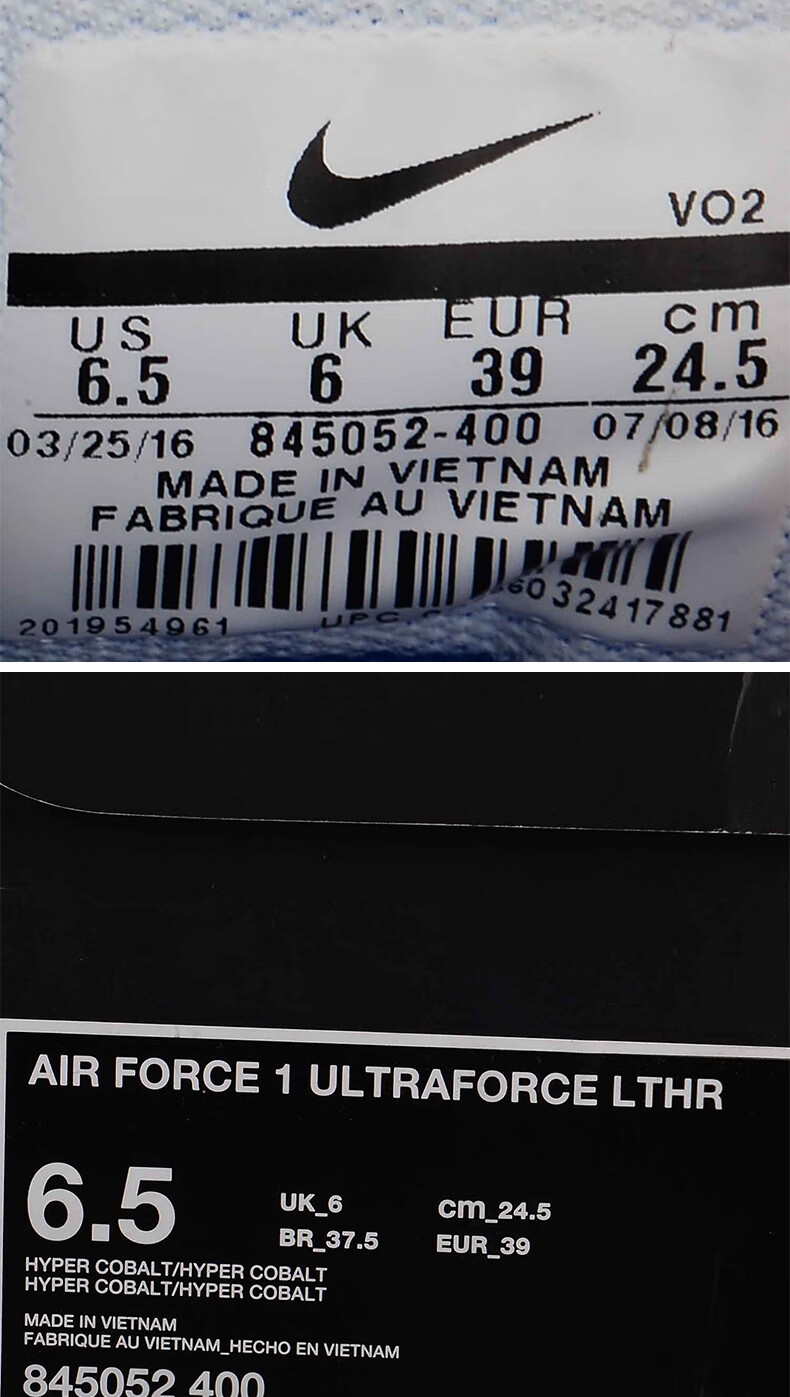 VO2
US UK EUR cm
6.5 6 39 24.5
03/25/16 845052-400 07/08/16
MADE IN VIETNAM
FABRIQUE AU VIETNAM
201954961 UPC 6032417881
AIR FORCE 1 ULTRAFORCE LTHR
6.5 UK_6 cm_24.5
BR_37.5 EUR_39
HYPER COBALT/HYPER COBALT
HYPER COBALT/HYPER COBALT
MADE IN VIETNAM
FABRIQUE AU VIETNAM_HECHO EN VIETNAM
845052 400